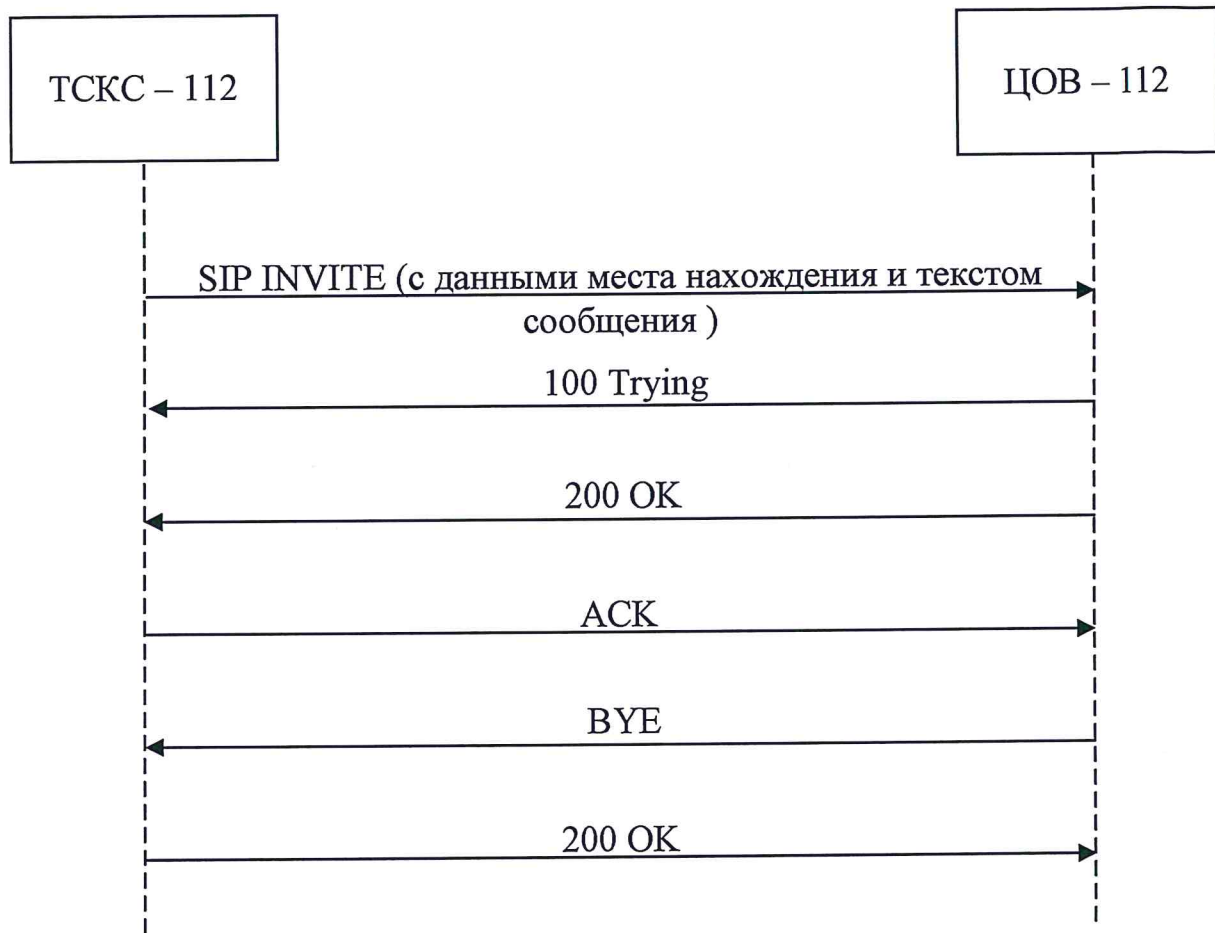 ТСКС – 112
ЦОВ – 112
SIP INVITE (с данными места нахождения и текстом
сообщения )
100 Trying
200 OK
ACK
BYE
200 OK